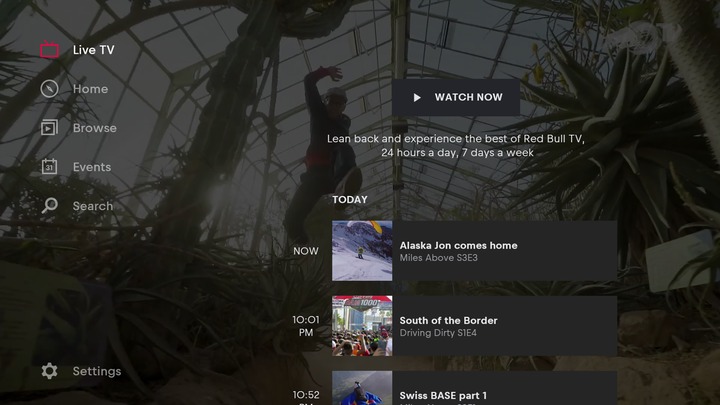 Live TV
Home
Browse
31
Events
Search
Settings
WATCH NOW
Lean back and experience the best of Red Bull TV,
24 hours a day, 7 days a week
TODAY
NOW
Alaska Jon comes home
Miles Above S3E3
10:01
PM
1000
South of the Border
Driving Dirty S1E4
10:52
PM
Swiss BASE part 1